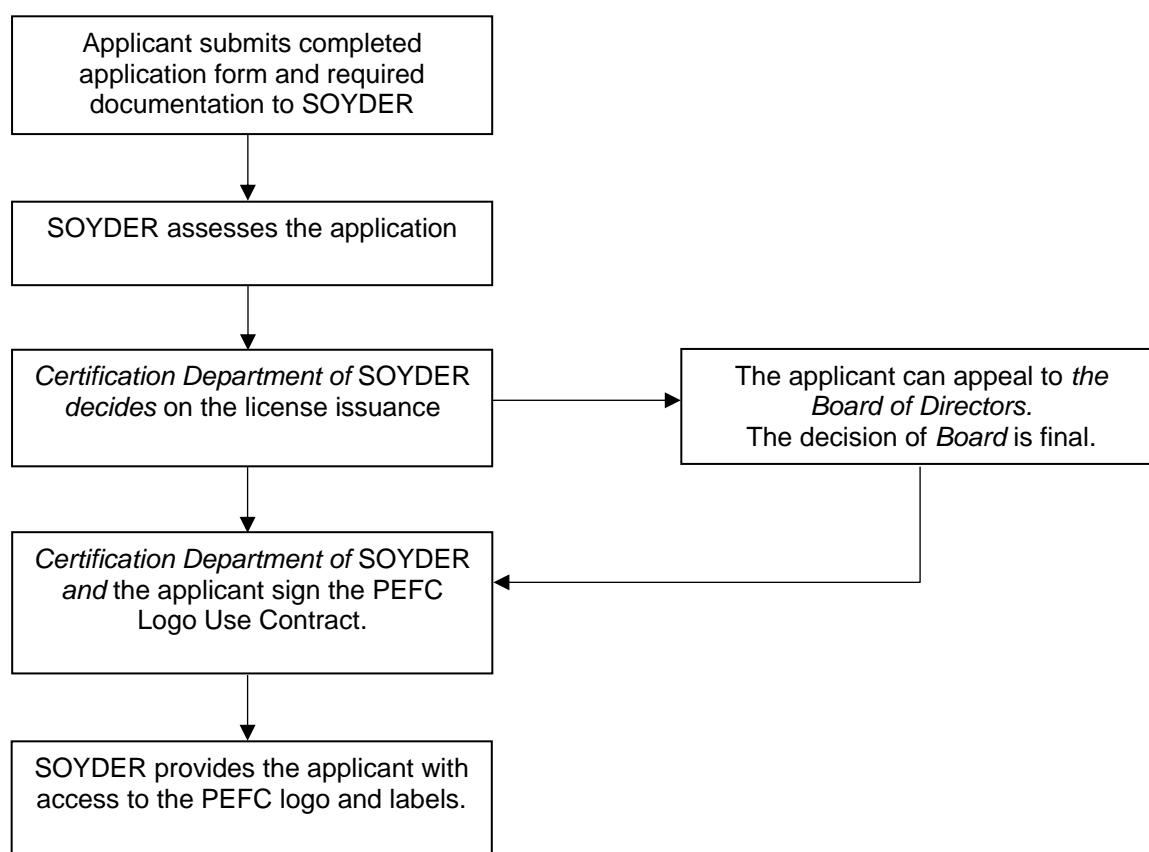 Applicant submits completed
application form and required
documentation to SOYDER
SOYDER assesses the application
Certification Department of SOYDER
decides on the license issuance
The applicant can appeal to the
Board of Directors.
The decision of Board is final.
Certification Department of SOYDER
and the applicant sign the PEFC
Logo Use Contract.
SOYDER provides the applicant with
access to the PEFC logo and labels.